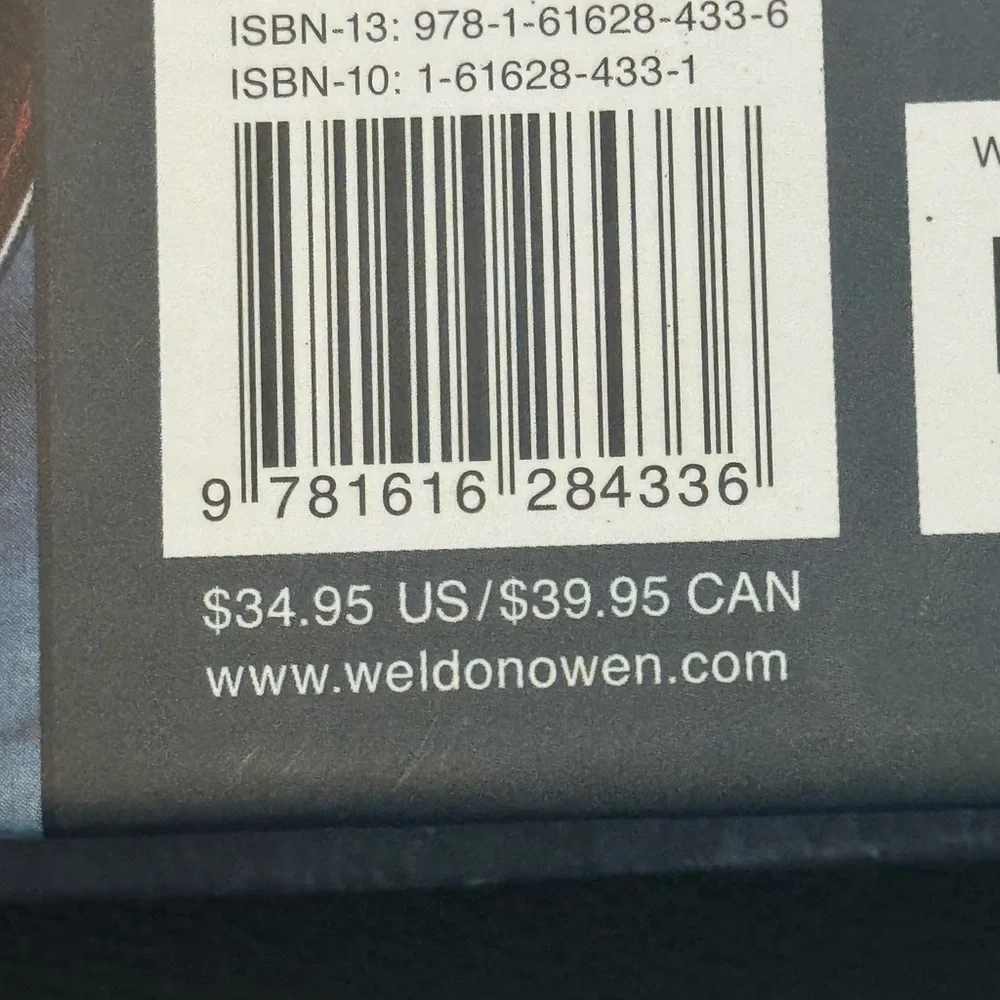 ISBN-13: 978-1-61628-433-6
ISBN-10: 1-61628-433-1
9 781616 284336
$34.95 US/$39.95 CAN
www.weldonowen.com